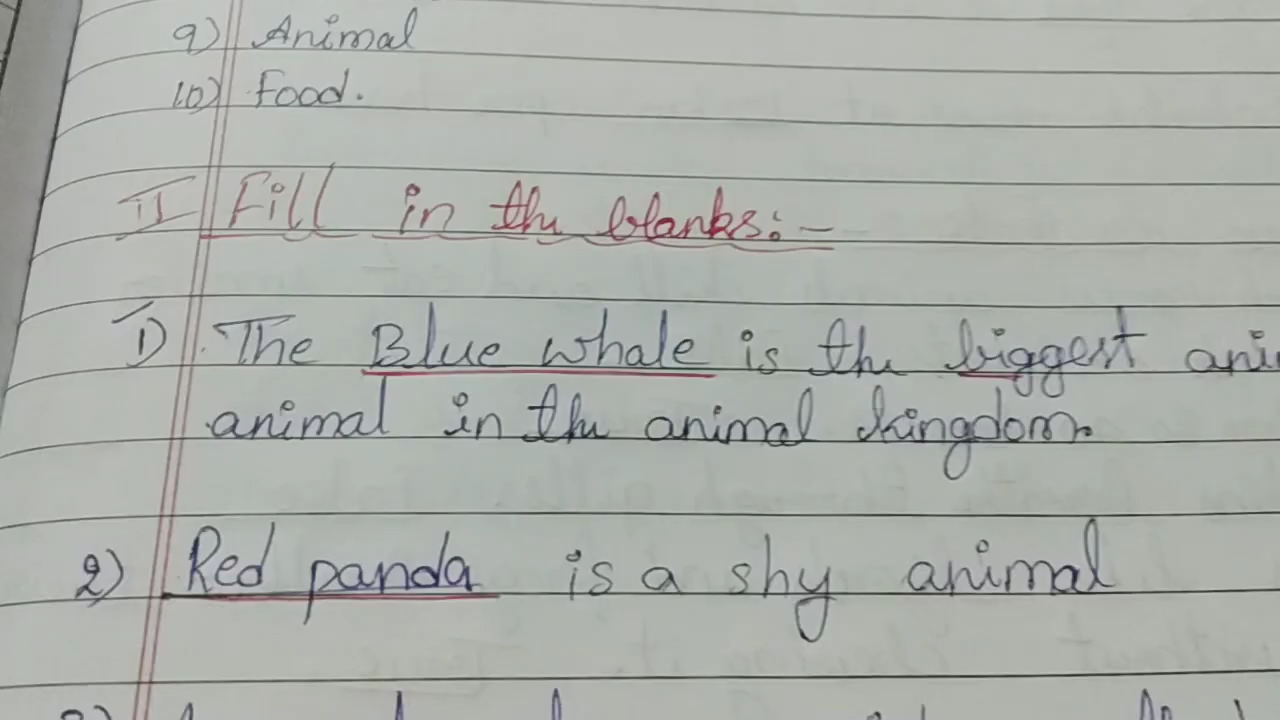 9) Animal
10) Food.
II Fill in the blanks:-
1) The Blue whale is the biggest ani
animal in the animal kingdom.
2) Red panda is a shy animal